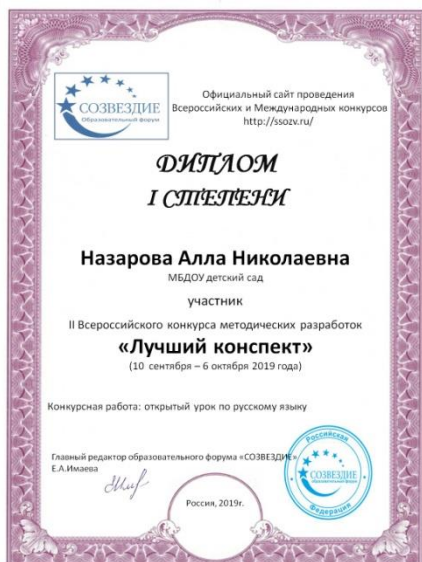 СОЗВЕЗДИЕ
Образовательный форум
Официальный сайт проведения
Всероссийских и Международных конкурсов
http://ssozv.ru/
ДИПЛОМ
I СТЕПЕНИ
Назарова Алла Николаевна
МБДОУ детский сад
участник
II Всероссийского конкурса методических разработок
«Лучший конспект»
(10 сентября – 6 октября 2019 года)
Конкурсная работа: открытый урок по русскому языку
Главный редактор образовательного форума «СОЗВЕЗДИЕ»
Е.А.Имаева
Российская
СОЗВЕЗДИЕ
образовательный форум
Федерация
Россия, 2019г.